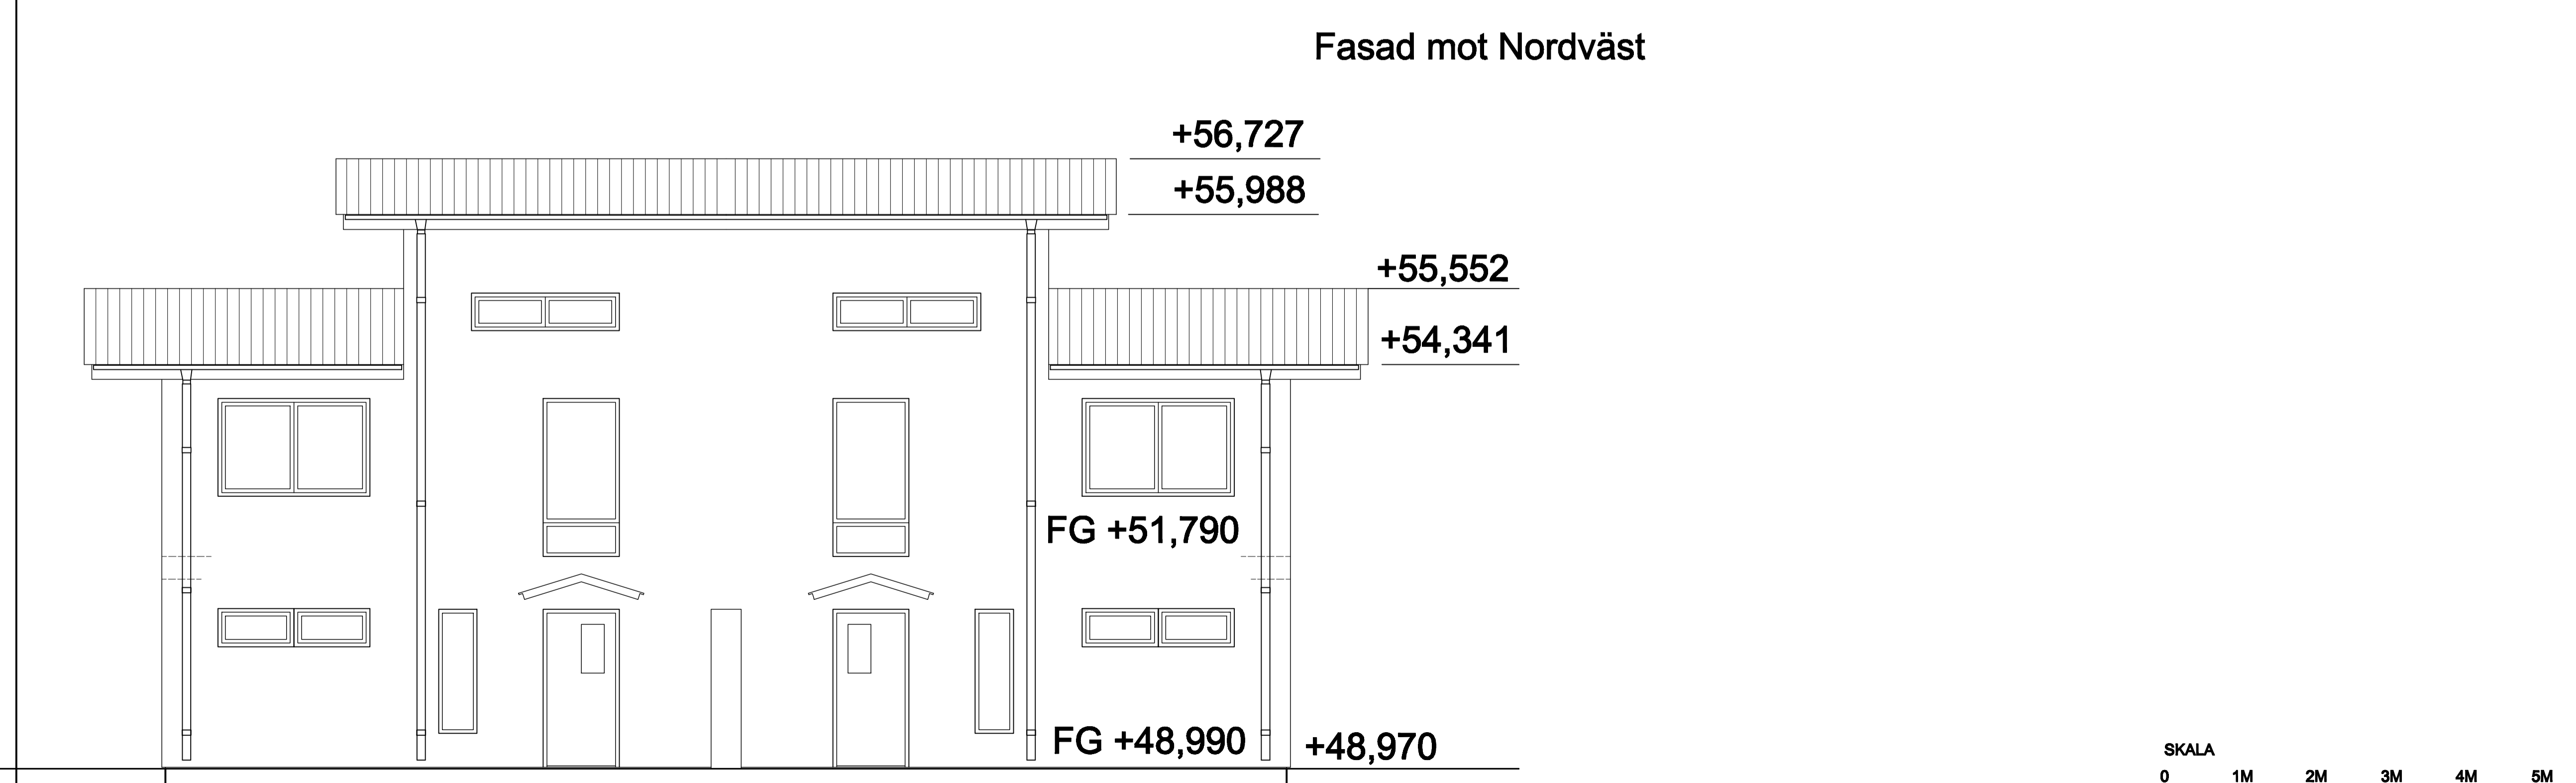 Fasad mot Nordväst
+56,727
+55,988
+55,552
+54,341
FG +51,790
FG +48,990 +48,970
SKALA
0 1M 2M 3M 4M 5M